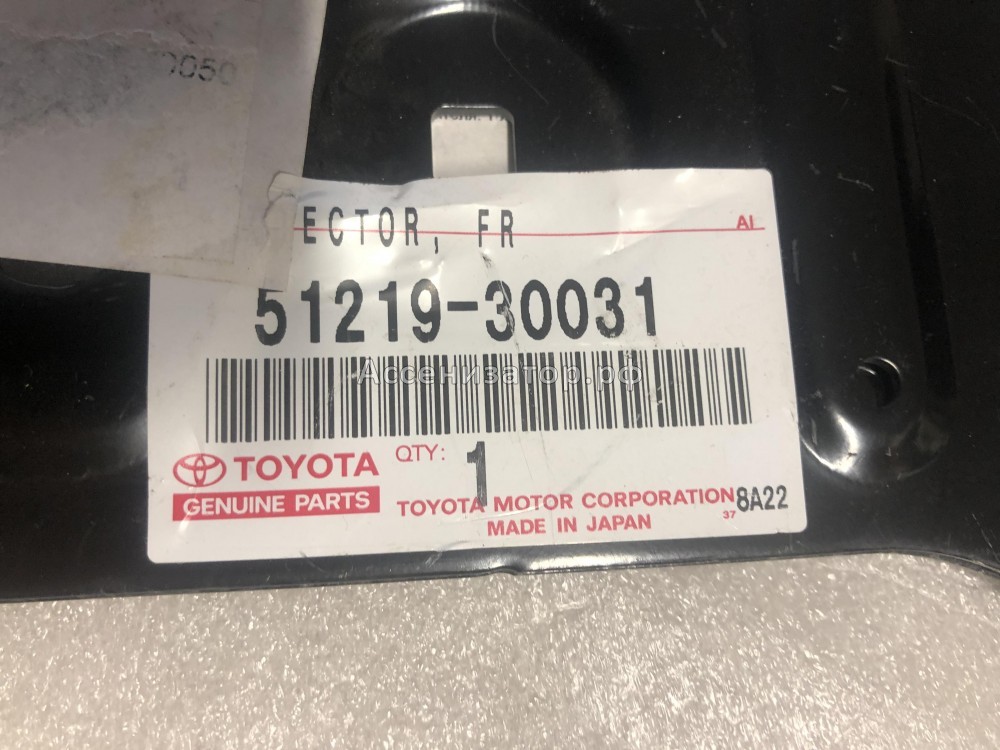 0050
ECTOR, FR
AI
51219-30031
Ассенизатор.рф
TOYOTA
GENUINE PARTS
QTY: 1
TOYOTA MOTOR CORPORATION 8A22
MADE IN JAPAN 37